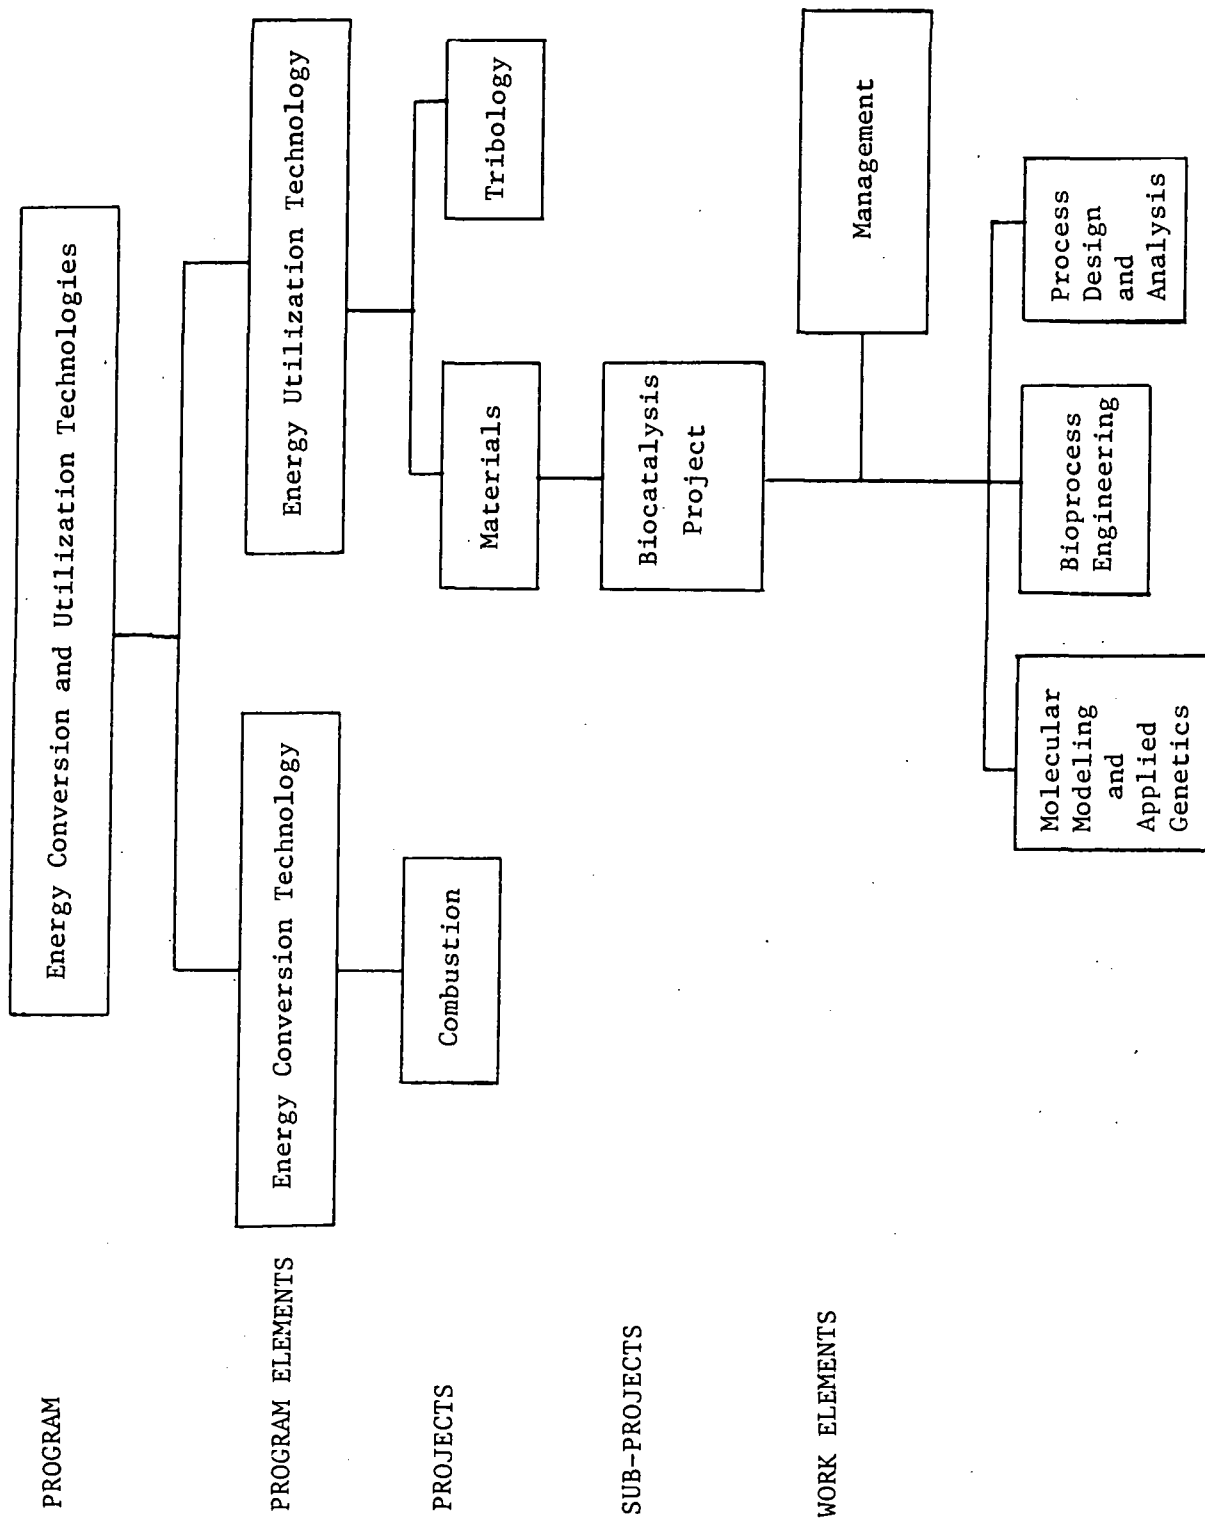 PROGRAM
Energy Conversion and Utilization Technologies
PROGRAM ELEMENTS
Energy Conversion Technology
Energy Utilization Technology
PROJECTS
Combustion
Materials
Tribology
SUB-PROJECTS
Biocatalysis
Project
WORK ELEMENTS
Management
Molecular
Modeling
and
Applied
Genetics
Bioprocess
Engineering
Process
Design
and
Analysis